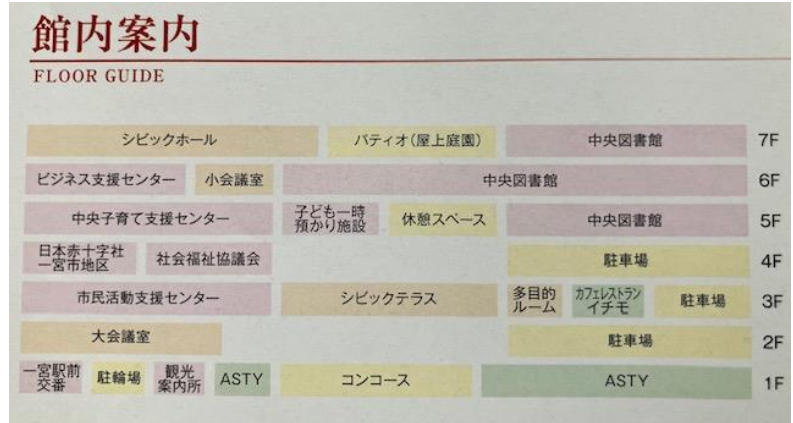 館内案内
FLOOR GUIDE
シビックホール パティオ(屋上庭園) 中央図書館 7F
ビジネス支援センター 小会議室 中央図書館 6F
中央子育て支援センター 子ども一時 預かり施設 休憩スペース 中央図書館 5F
日本赤十字社 一宮市地区 社会福祉協議会 駐車場 4F
市民活動支援センター シビックテラス 多目的 ルーム カフェレストラン イチモ 駐車場 3F
大会議室 駐車場 2F
一宮駅前 交番 駐輪場 観光 案内所 ASTY コンコース ASTY 1F